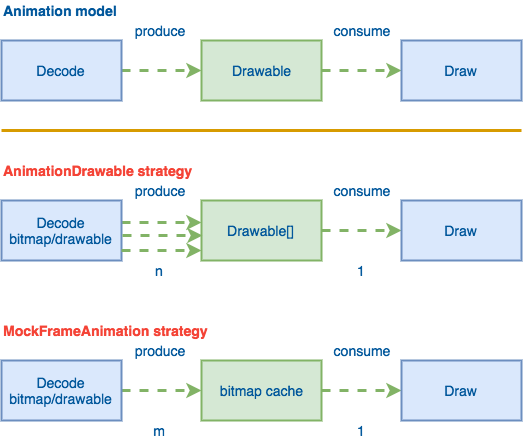 Animation model
produce
consume
Decode
Drawable
Draw
AnimationDrawable strategy
produce
consume
Decode
bitmap/drawable
Drawable[]
Draw
n
1
MockFrameAnimation strategy
produce
consume
Decode
bitmap/drawable
bitmap cache
Draw
m
1